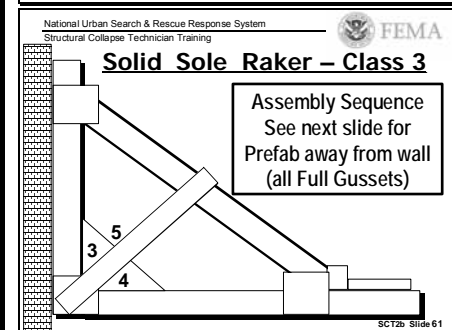 National Urban Search & Rescue Response System
Structural Collapse Technician Training
FEMA
Solid Sole Raker – Class 3
Assembly Sequence
See next slide for
Prefab away from wall
(all Full Gussets)
5
3
4
SCT2b Slide 61